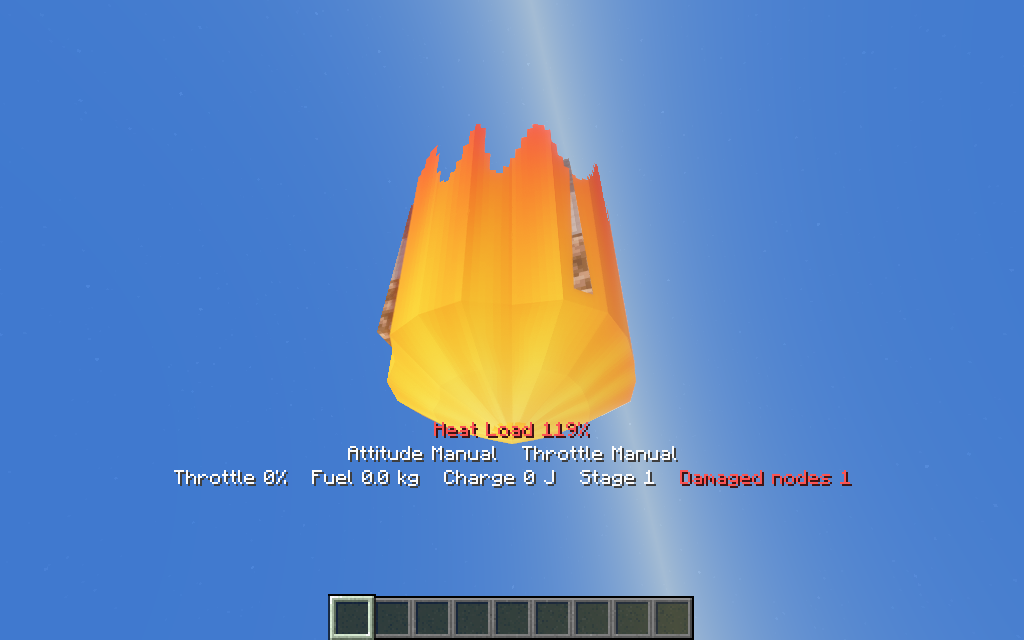 Heat Load 119%
Attitude Manual Throttle Manual
Throttle 0% Fuel 0.0 kg Charge 0 J Stage 1 Damaged nodes 1